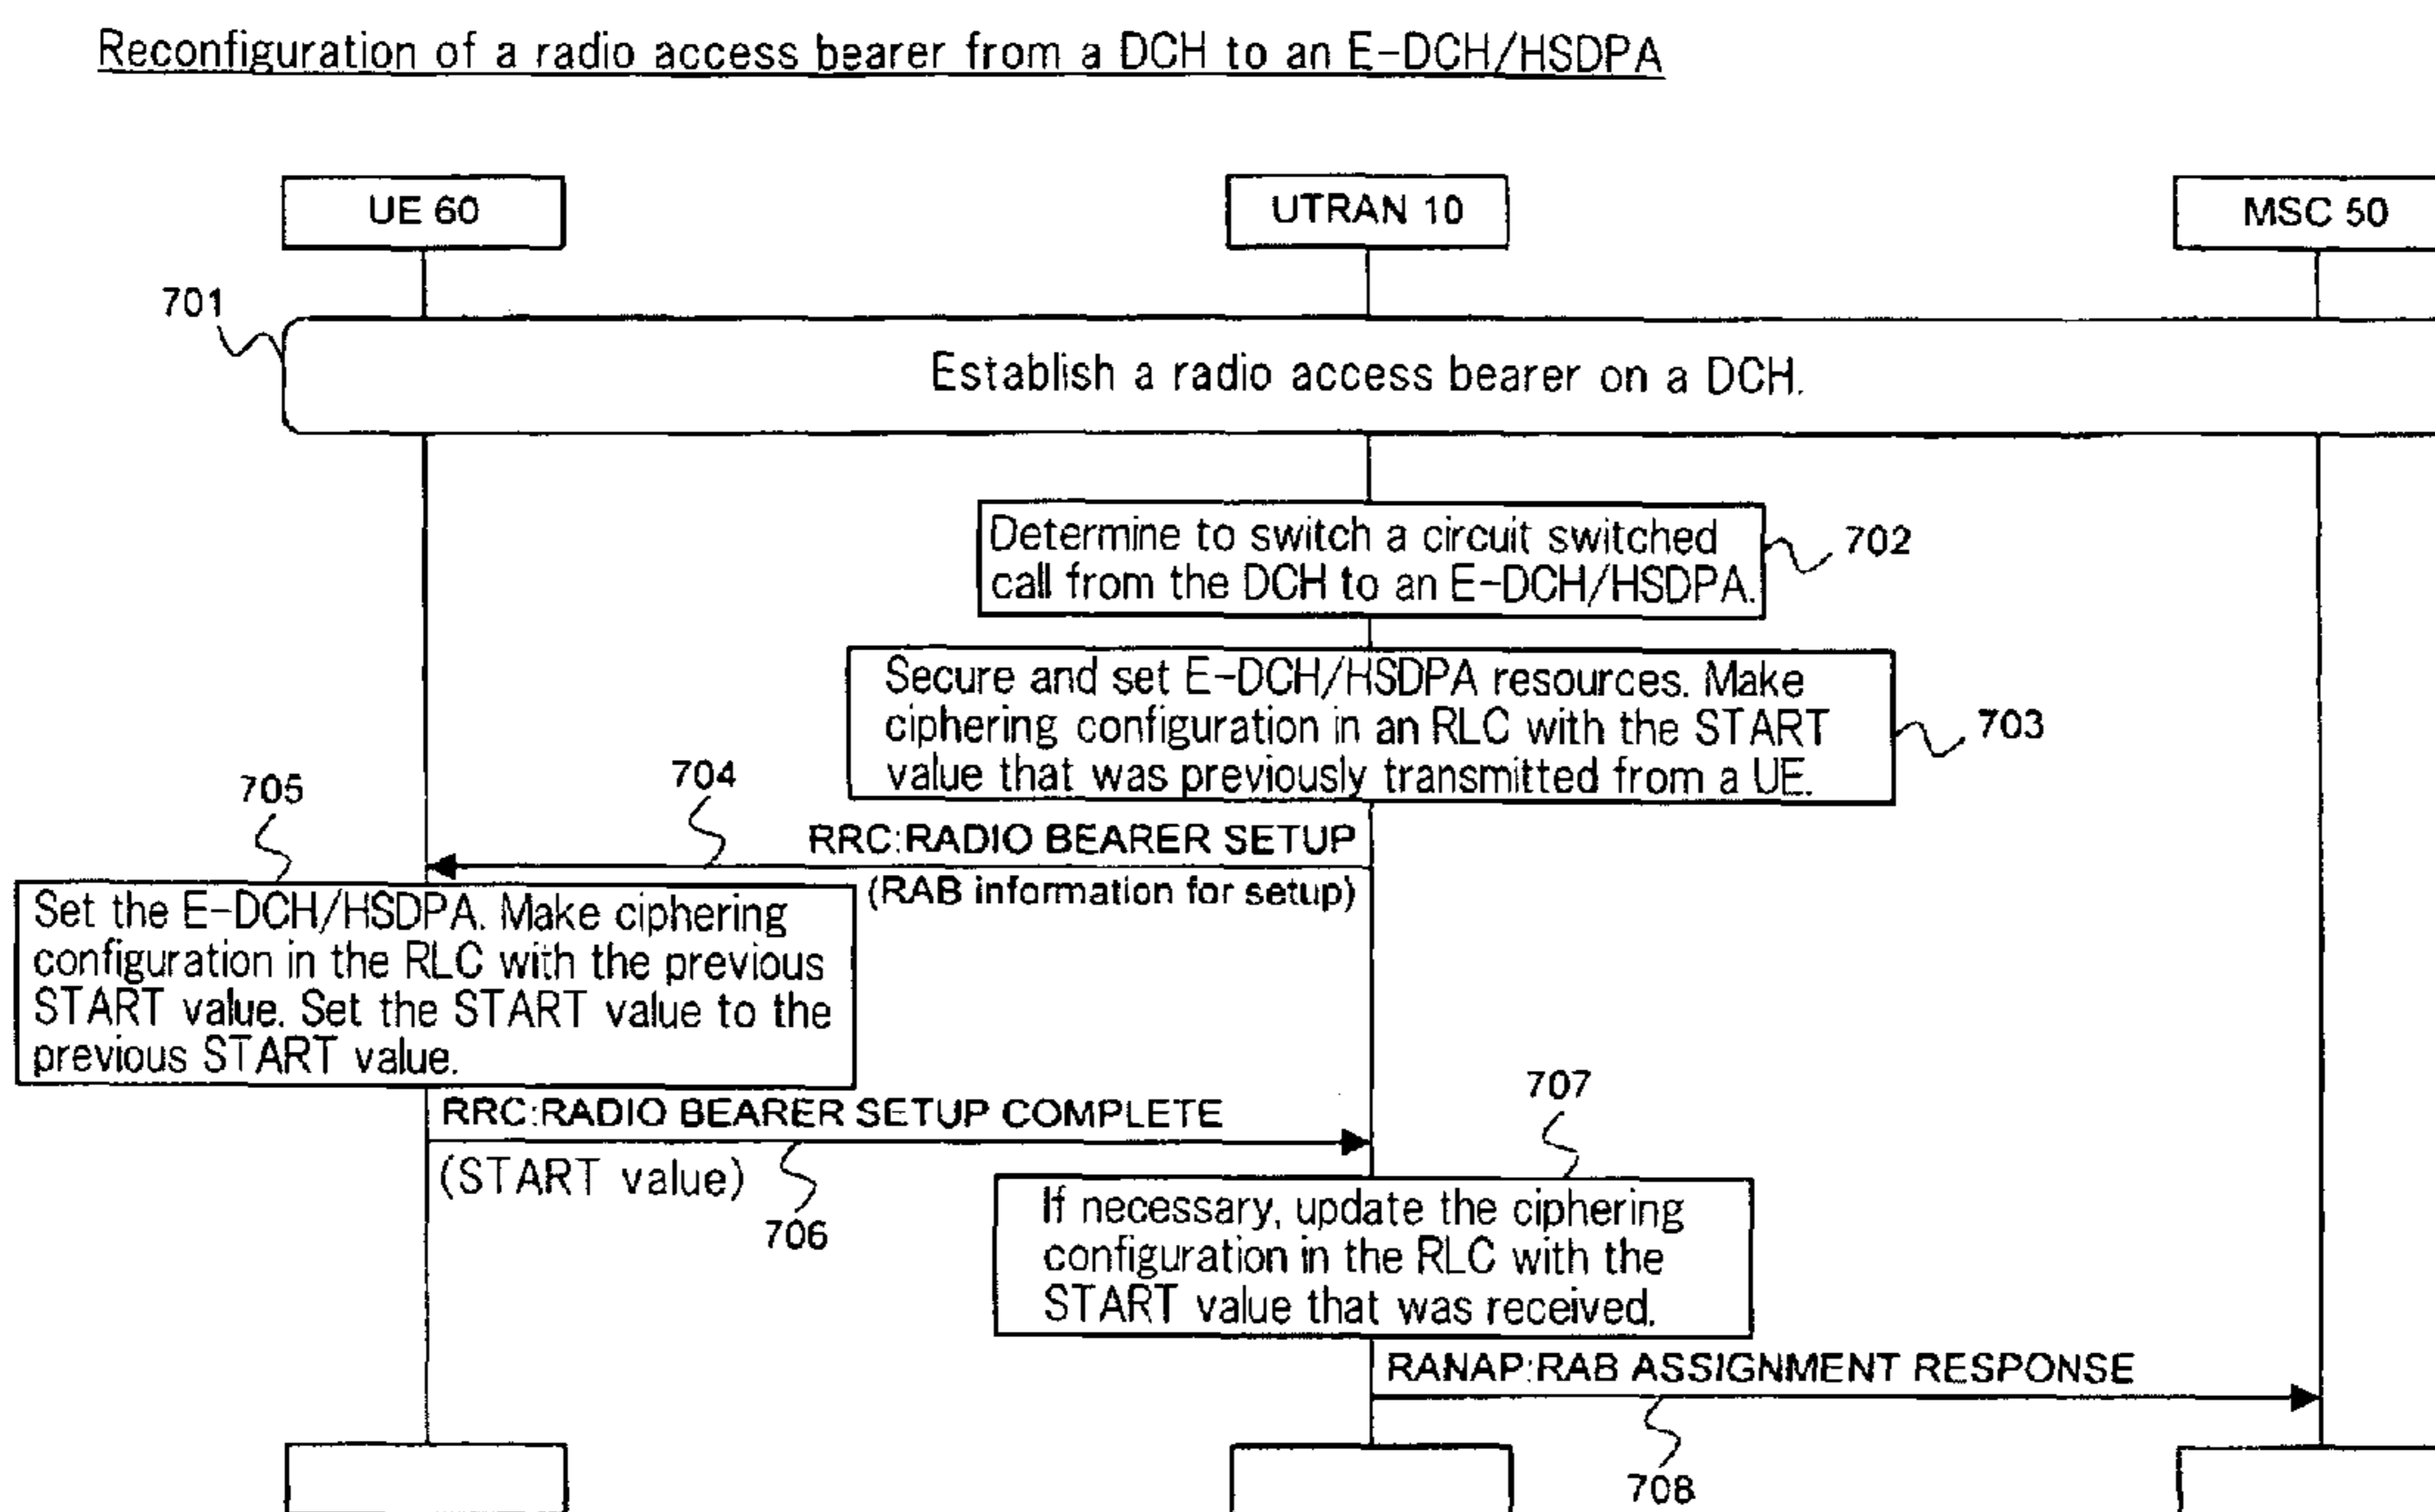 Reconfiguration of a radio access bearer from a DCH to an E-DCH/HSDPA
UE 60
UTRAN 10
MSC 50
701
Establish a radio access bearer on a DCH.
Determine to switch a circuit switched
call from the DCH to an E-DCH/HSDPA.
702
Secure and set E-DCH/HSDPA resources. Make
ciphering configuration in an RLC with the START
value that was previously transmitted from a UE.
703
704
705
RRC:RADIO BEARER SETUP
(RAB information for setup)
Set the E-DCH/HSDPA. Make ciphering
configuration in the RLC with the previous
START value. Set the START value to the
previous START value.
RRC:RADIO BEARER SETUP COMPLETE
(START value)
706
707
If necessary, update the ciphering
configuration in the RLC with the
START value that was received.
RANAP:RAB ASSIGNMENT RESPONSE
708